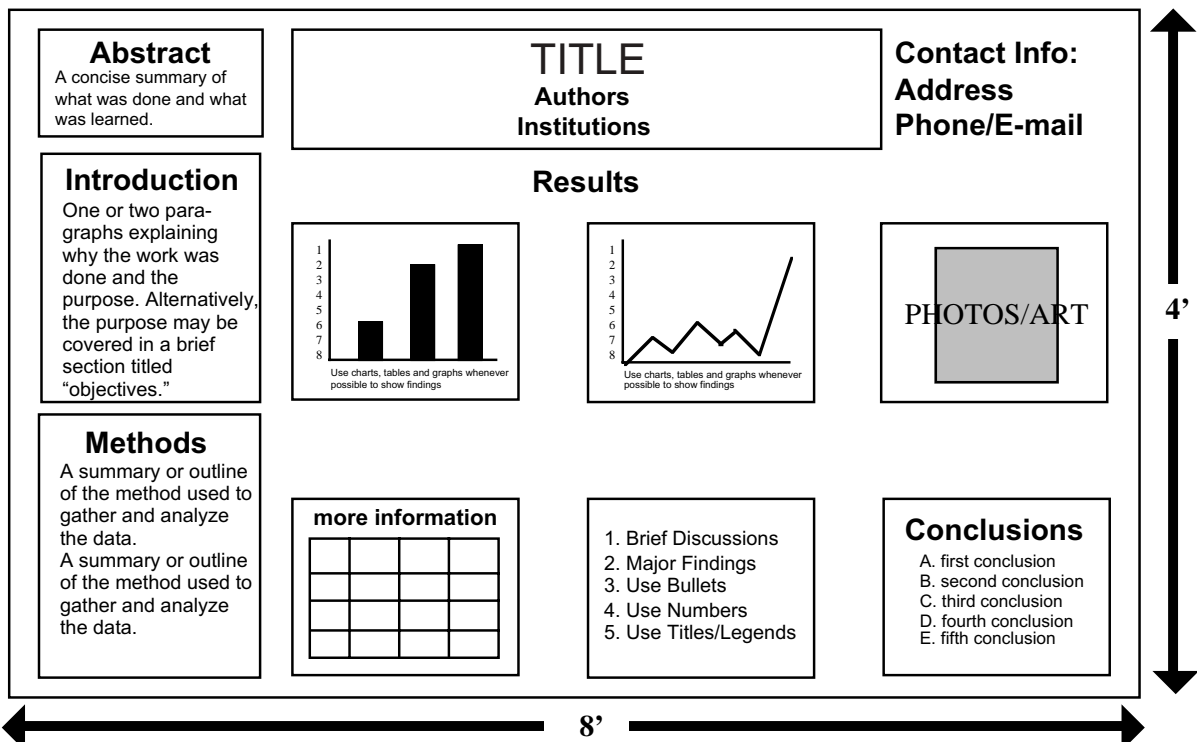 Abstract
A concise summary of
what was done and what
was learned.
TITLE
Authors
Institutions
Contact Info:
Address
Phone/E-mail
Introduction
One or two para-
graphs explaining
why the work was
done and the
purpose. Alternatively,
the purpose may be
covered in a brief
section titled
“objectives.”
Methods
A summary or outline
of the method used to
gather and analyze
the data.
A summary or outline
of the method used to
gather and analyze
the data.
Results
1
2
3
4
5
6
7
8
Use charts, tables and graphs whenever
possible to show findings
1
2
3
4
5
6
7
8
Use charts, tables and graphs whenever
possible to show findings
PHOTOS/ART
more information
1. Brief Discussions
2. Major Findings
3. Use Bullets
4. Use Numbers
5. Use Titles/Legends
Conclusions
A. first conclusion
B. second conclusion
C. third conclusion
D. fourth conclusion
E. fifth conclusion
4’
8’